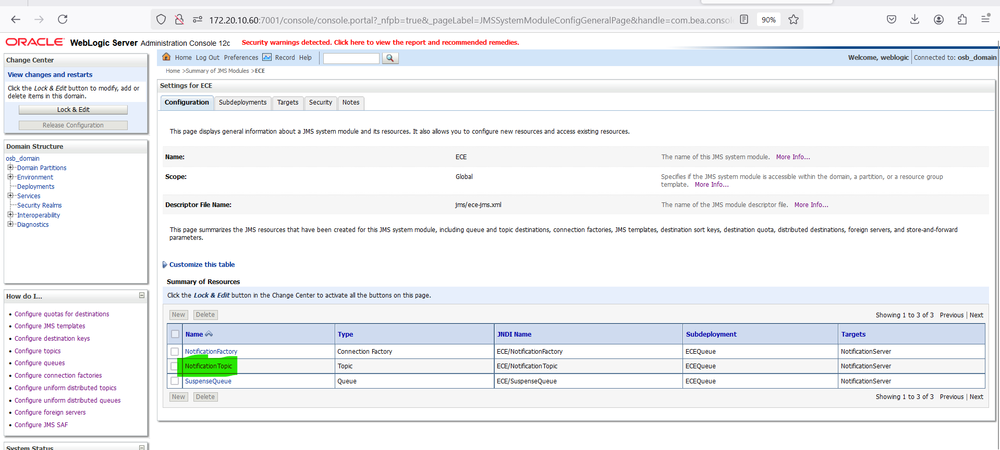 172.20.10.60:7001/console/console.portal?_nfpb=true&_pageLabel=JMSSystemModuleConfigGeneralPage&handle=com.bea.consol
90%
ORACLE WebLogic Server Administration Console 12c
Security warnings detected. Click here to view the report and recommended remedies.
Change Center
View changes and restarts
Click the Lock & Edit button to modify, add or
delete items in this domain.
Lock & Edit
Release Configuration
Domain Structure
osb_domain
Domain Partitions
Environment
Deployments
Services
Security Realms
Interoperability
Diagnostics
How do I...
Configure quotas for destinations
Configure JMS templates
Configure destination keys
Configure topics
Configure queues
Configure connection factories
Configure uniform distributed topics
Configure uniform distributed queues
Configure foreign servers
Configure JMS SAF
System Status
Home Log Out Preferences Record Help
Welcome, weblogic Connected to: osb_domain
Home >Summary of JMS Modules >ECE
Settings for ECE
Configuration Subdeployments Targets Security Notes
This page displays general information about a JMS system module and its resources. It also allows you to configure new resources and access existing resources.
Name: ECE The name of this JMS system module. More Info...
Scope: Global Specifies if the JMS system module is accessible within the domain, a partition, or a resource group
template. More Info...
Descriptor File Name: jms/ece-jms.xml The name of the JMS module descriptor file. More Info...
This page summarizes the JMS resources that have been created for this JMS system module, including queue and topic destinations, connection factories, JMS templates, destination sort keys, destination quota, distributed destinations, foreign servers, and store-and-forward
parameters.
Customize this table
Summary of Resources
Click the Lock & Edit button in the Change Center to activate all the buttons on this page.
New Delete Showing 1 to 3 of 3 Previous | Next
Name Type JNDI Name Subdeployment Targets
NotificationFactory Connection Factory ECE/NotificationFactory ECEQueue NotificationServer
NotificationTopic Topic ECE/NotificationTopic ECEQueue NotificationServer
SuspenseQueue Queue ECE/SuspenseQueue ECEQueue NotificationServer
New Delete Showing 1 to 3 of 3 Previous | Next